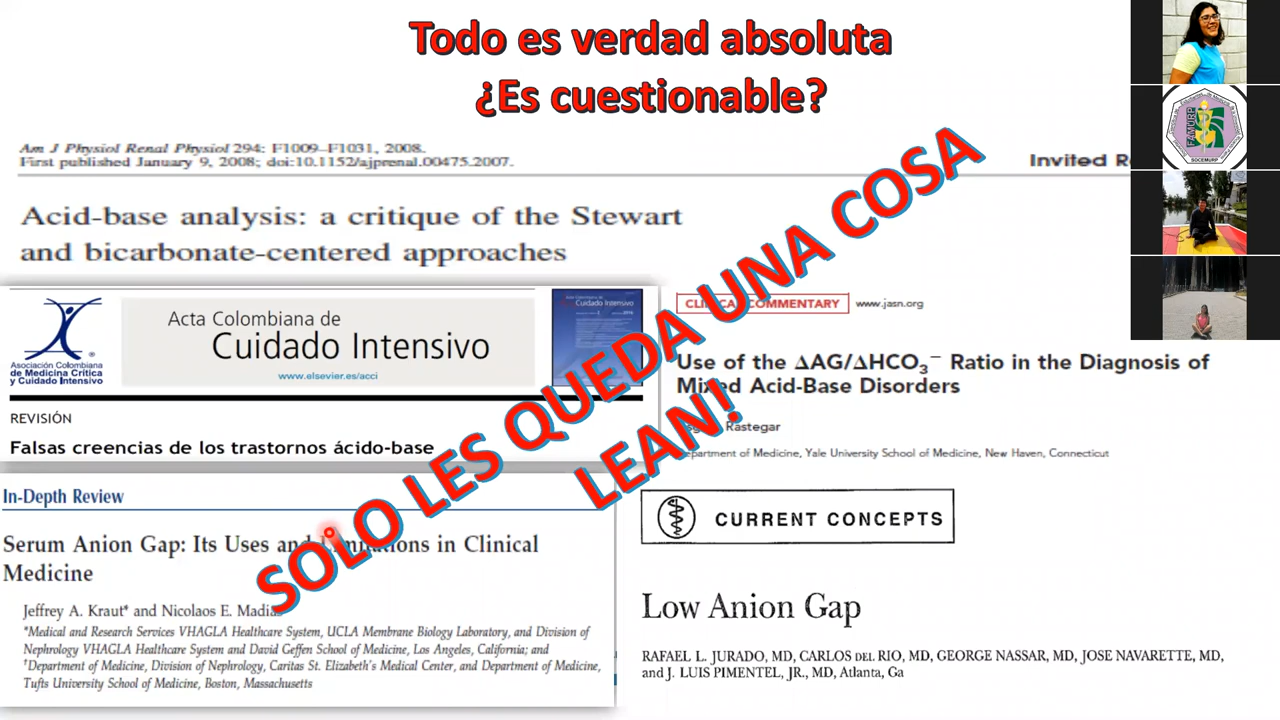 Todo es verdad absoluta
¿Es cuestionable?
Am J Physiol Renal Physiol 294: F1009–F1031, 2008.
First published January 9, 2008; doi:10.1152/ajprenal.00475.2007.
Invited
Acid-base analysis: a critique of the Stewart
and bicarbonate-centered approaches
SOLO LES QUEDA UNA COSA
LEAN!
Asociación Colombiana
de Medicina Crítica
y Cuidado Intensivo
Acta Colombiana de
Cuidado Intensivo
www.elsevier.es/acci
Cuidado Intensivo
REVISIÓN
Falsas creencias de los trastornos ácido-base
CLINICAL COMMENTARY www.jasn.org
Use of the ΔAG/ΔHCO₃⁻ Ratio in the Diagnosis of
Mixed Acid-Base Disorders
Rastegar
Department of Medicine, Yale University School of Medicine, New Haven, Connecticut
In-Depth Review
Serum Anion Gap: Its Uses and Limitations in Clinical
Medicine
Jeffrey A. Kraut* and Nicolaos E. Madias
*Medical and Research Services VHAGLA Healthcare System, UCLA Membrane Biology Laboratory, and Division of
Nephrology VHAGLA Healthcare System and David Geffen School of Medicine, Los Angeles, California; and
†Department of Medicine, Division of Nephrology, Caritas St. Elizabeth's Medical Center, and Department of Medicine,
Tufts University School of Medicine, Boston, Massachusetts
CURRENT CONCEPTS
Low Anion Gap
RAFAEL L. JURADO, MD, CARLOS DEL RIO, MD, GEORGE NASSAR, MD, JOSE NAVARETTE, MD,
and J. LUIS PIMENTEL, JR., MD, Atlanta, Ga
FAMURP
SOCEMURP